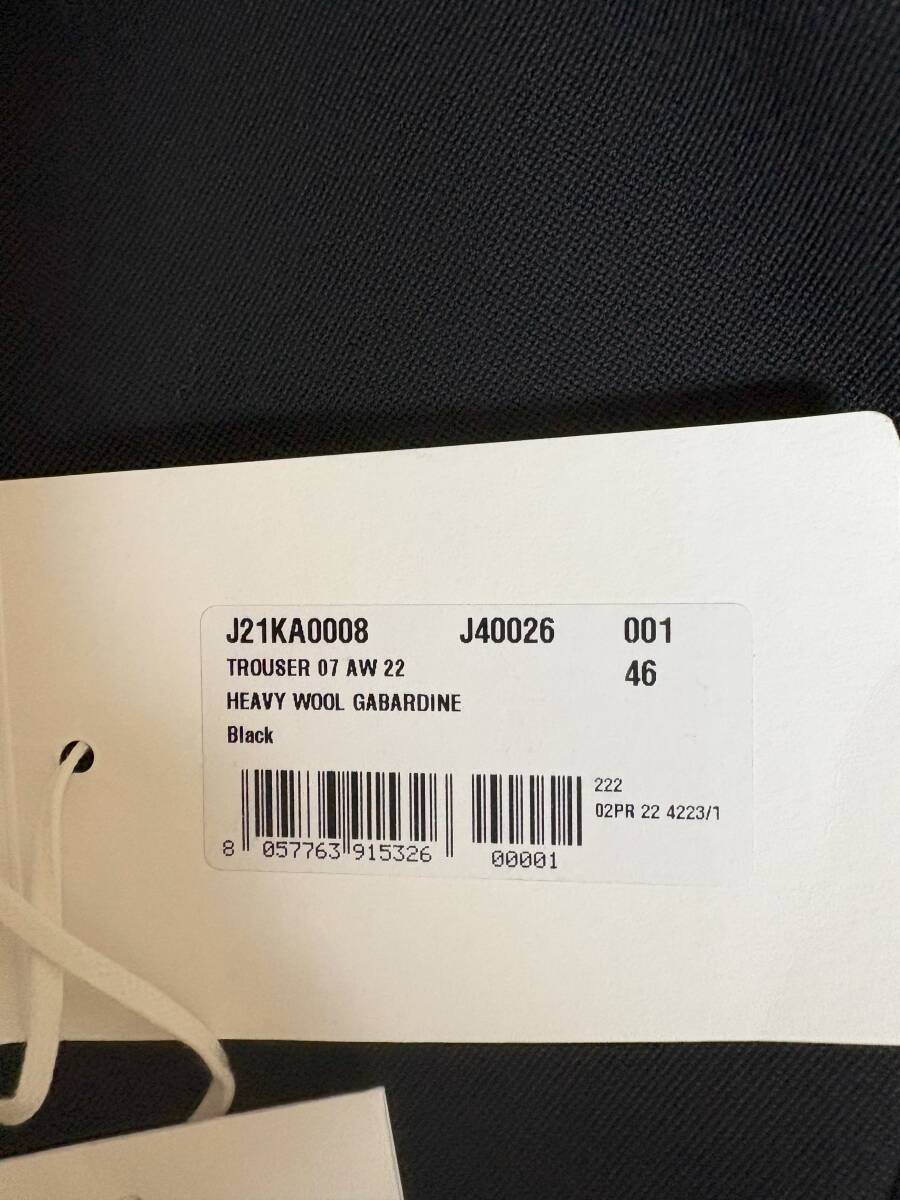 J21KA0008 J40026 001
TROUSER 07 AW 22 46
HEAVY WOOL GABARDINE
Black
222
02PR 22 4223/1
8 057763 915326 00001